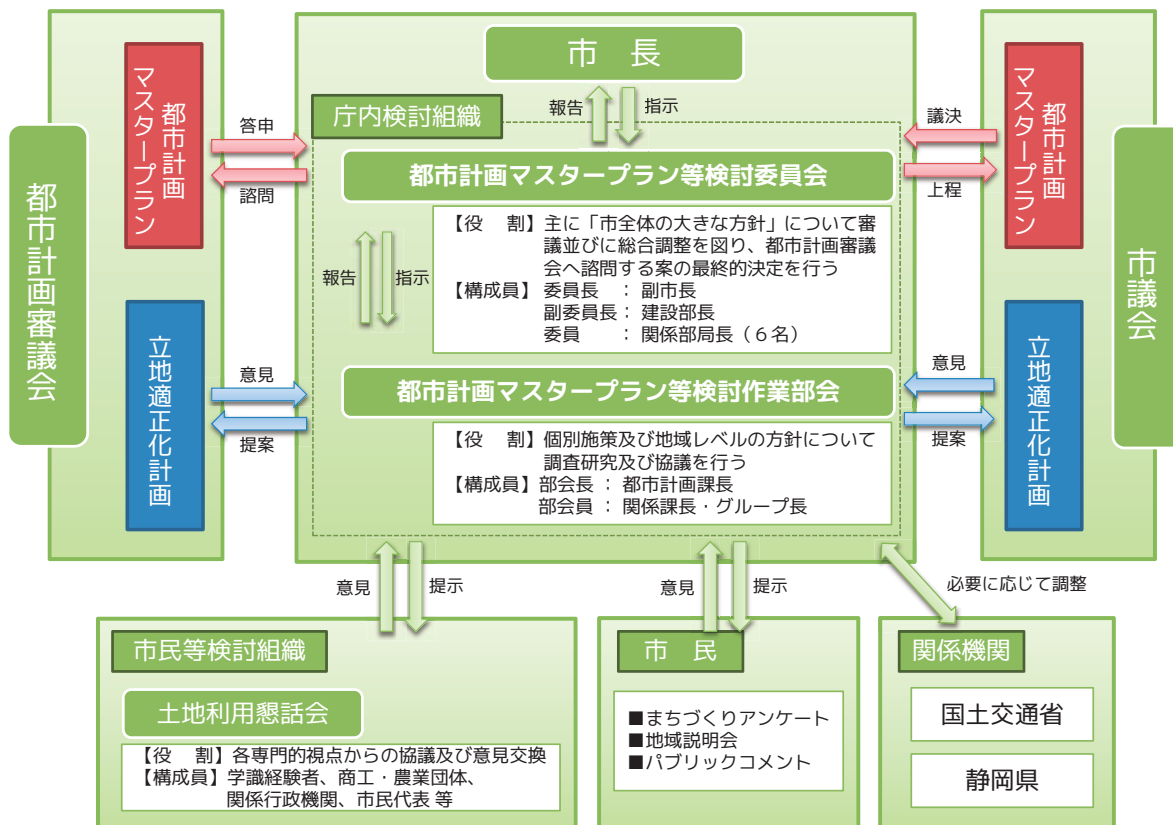 都市計画審議会
都市計画
マスタープラン
立地適正化計画
答申
諮問
意見
提案
市　長
報告
指示
庁内検討組織
都市計画マスタープラン等検討委員会
【役　割】主に「市全体の大きな方針」について審
議並びに総合調整を図り、都市計画審議
会へ諮問する案の最終的決定を行う
【構成員】委員長　：副市長
副委員長：建設部長
委員　　：関係部局長（６名）
報告
指示
都市計画マスタープラン等検討作業部会
【役　割】個別施策及び地域レベルの方針について
調査研究及び協議を行う
【構成員】部会長：都市計画課長
部会員：関係課長・グループ長
議決
上程
意見
提案
都市計画
マスタープラン
立地適正化計画
市議会
意見
提示
意見
提示
必要に応じて調整
市民等検討組織
土地利用懇話会
【役　割】各専門的視点からの協議及び意見交換
【構成員】学識経験者、商工・農業団体、
関係行政機関、市民代表 等
市　民
■まちづくりアンケート
■地域説明会
■パブリックコメント
関係機関
国土交通省
静岡県